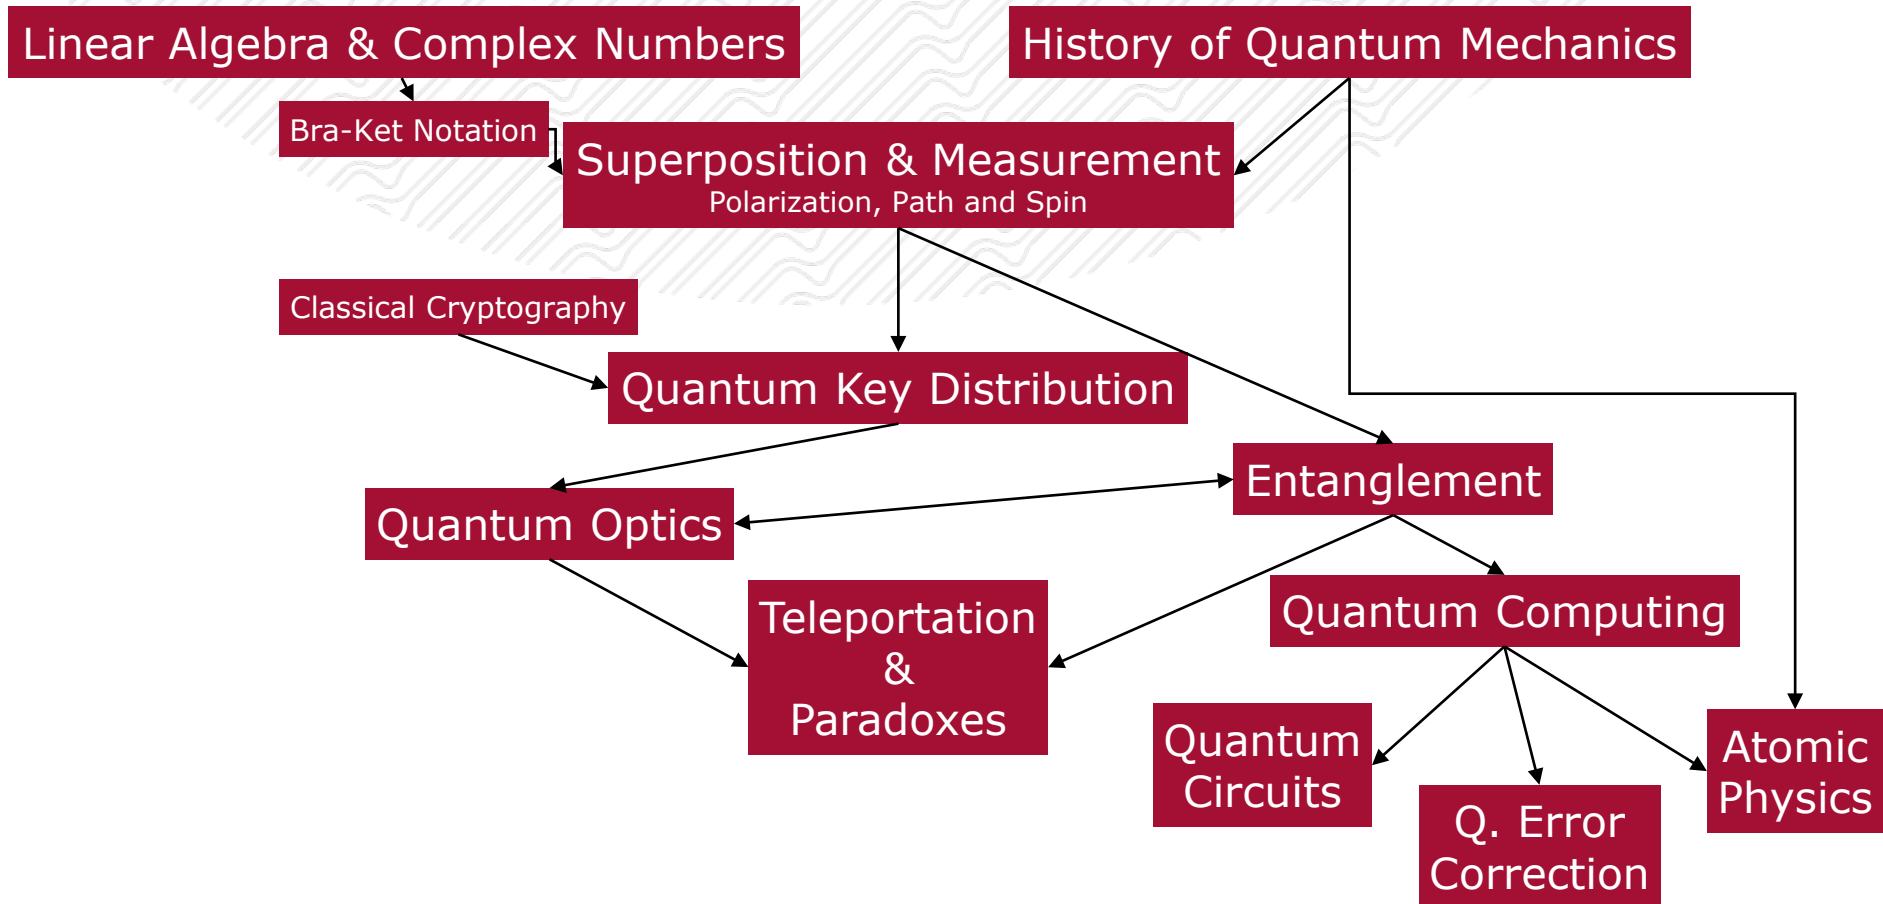 Linear Algebra & Complex Numbers
History of Quantum Mechanics
Bra-Ket Notation
Superposition & Measurement
Polarization, Path and Spin
Classical Cryptography
Quantum Key Distribution
Entanglement
Quantum Optics
Teleportation
&
Paradoxes
Quantum Computing
Quantum
Circuits
Q. Error
Correction
Atomic
Physics